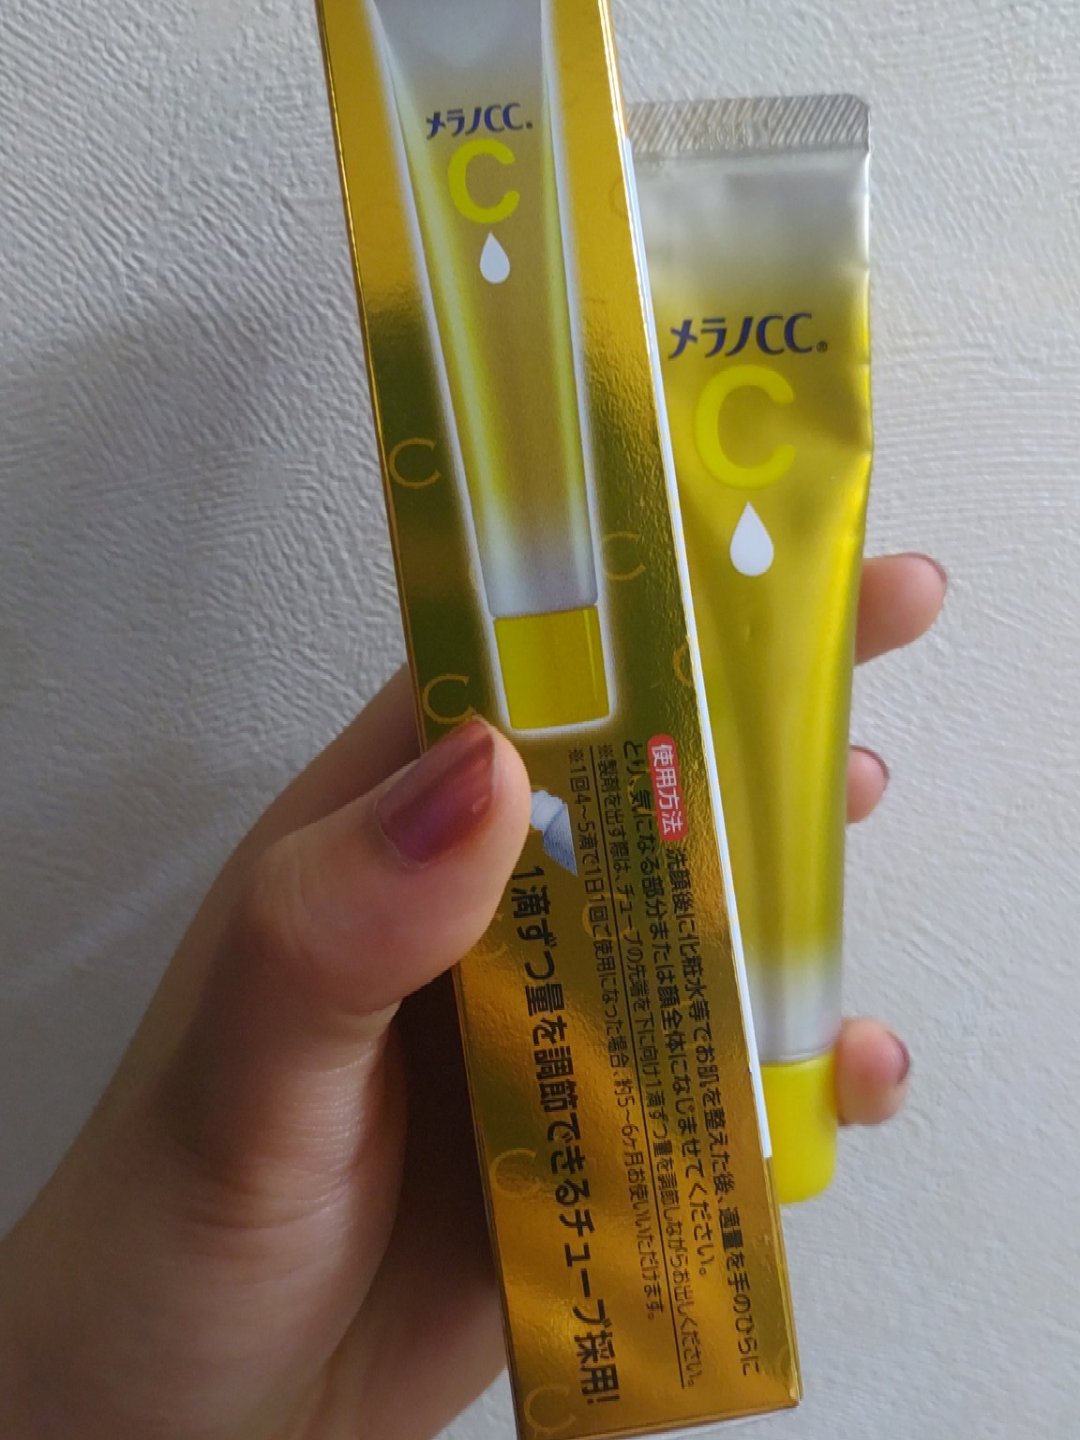 メラノCC.
C
メラノCC®
C
使用方法 洗顔後に化粧水等でお肌を整えた後、適量を手のひらに
とり、気になる部分または顔全体になじませてください。
※製剤を出す際は、チューブの先端を下に向け1滴ずつ量を調節しながらお出しください。
※1回4〜5滴で1日1回ご使用になった場合、約5〜6ヶ月お使いいただけます。
1滴ずつ量を調節できるチューブ採用!